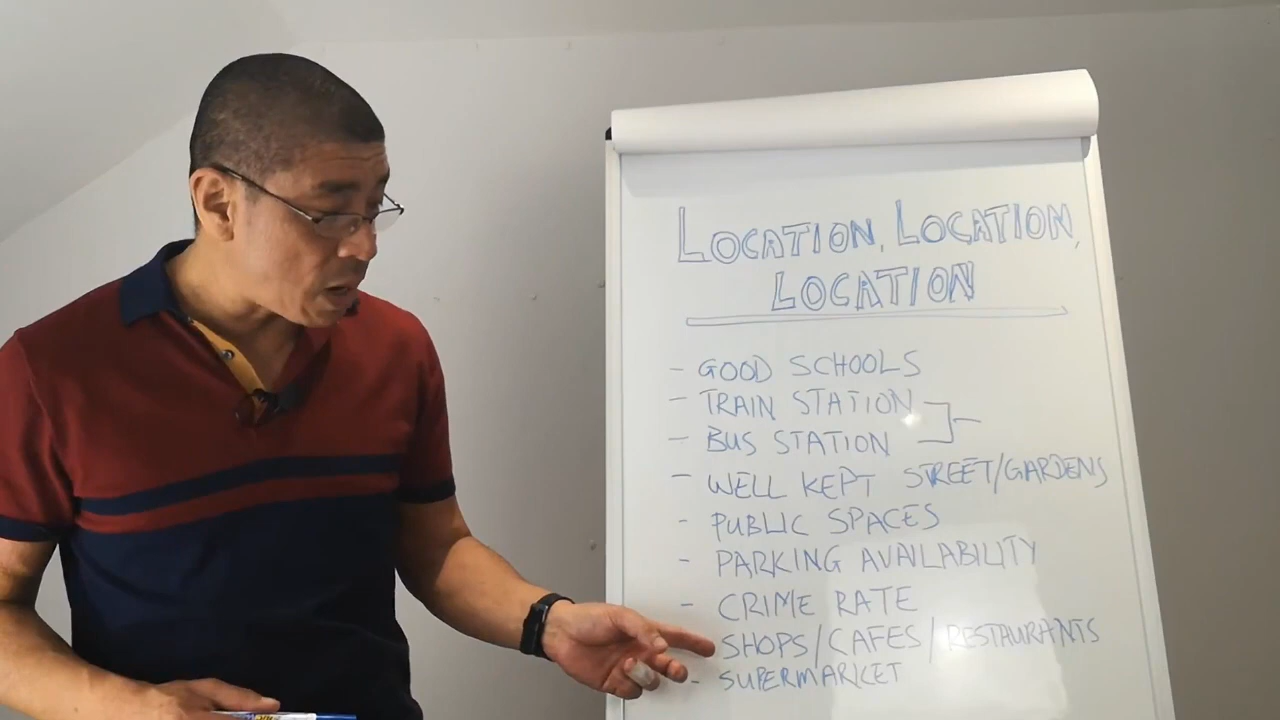 LOCATION, LOCATION,
LOCATION
- GOOD SCHOOLS
- TRAIN STATION
- BUS STATION
- WELL KEPT STREET/GARDENS
- PUBLIC SPACES
- PARKING AVAILABILITY
- CRIME RATE
SHOPS/CAFES/RESTAURANTS
- SUPERMARKET